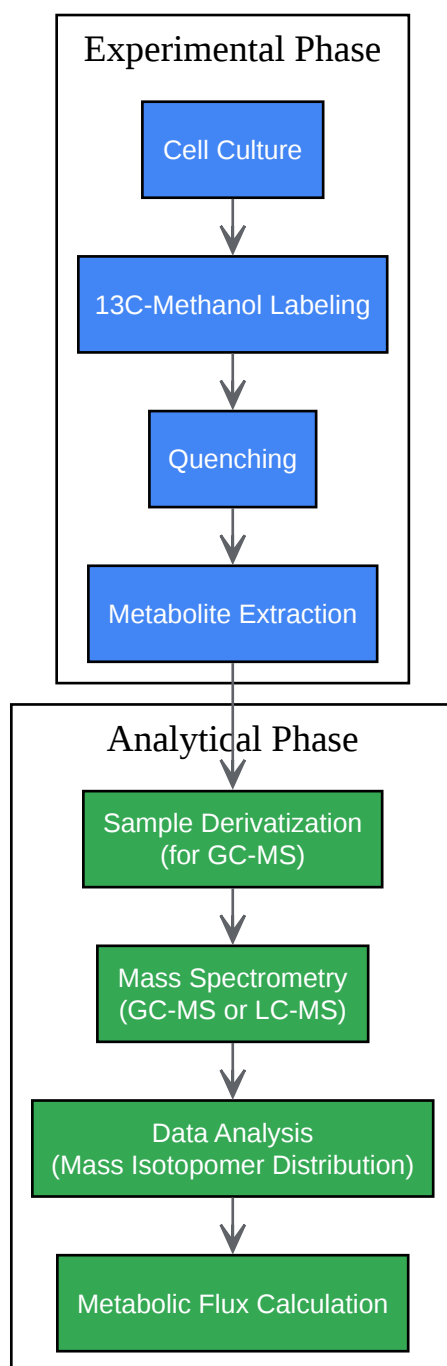 Experimental Phase
Cell Culture
13C-Methanol Labeling
Quenching
Metabolite Extraction
Analytical Phase
Sample Derivatization
(for GC-MS)
Mass Spectrometry
(GC-MS or LC-MS)
Data Analysis
(Mass Isotopomer Distribution)
Metabolic Flux Calculation